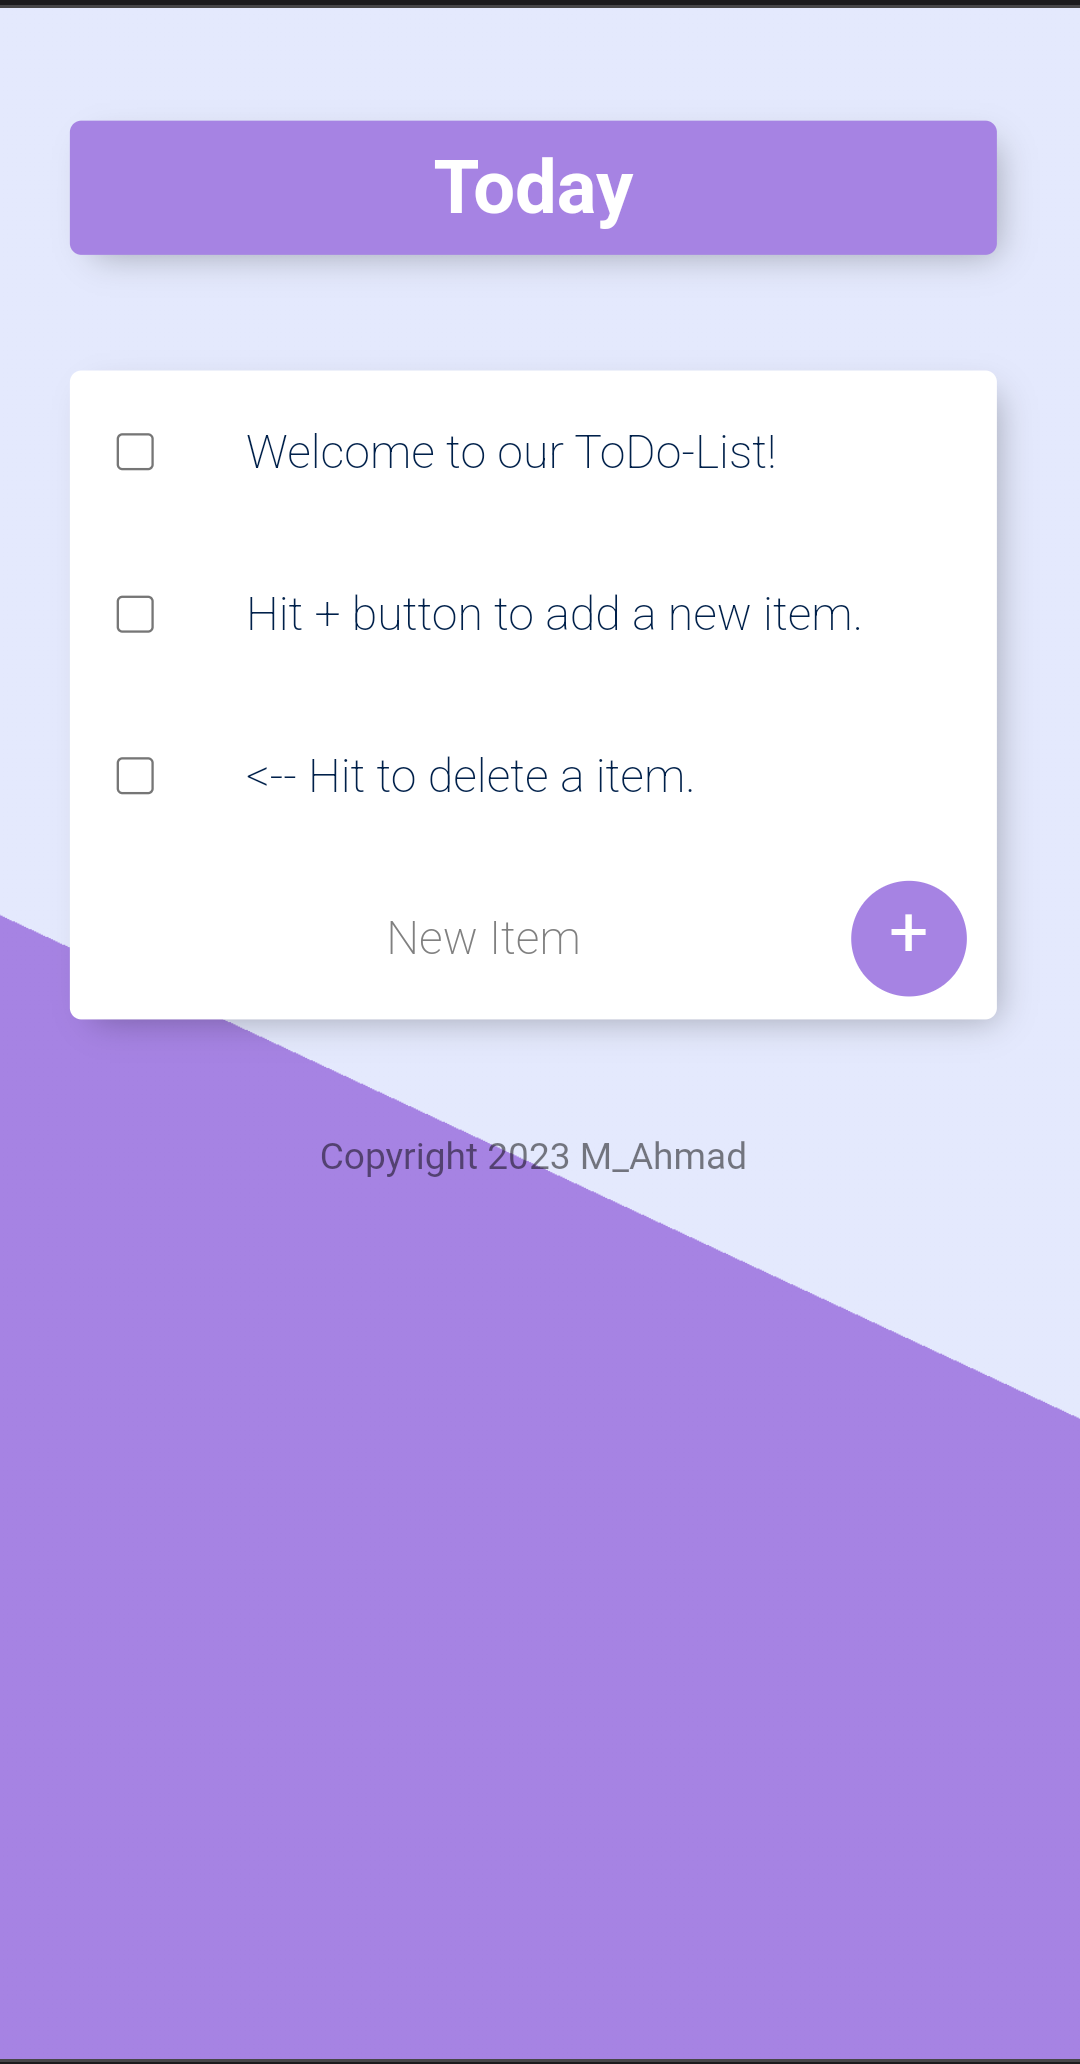 Today
Welcome to our ToDo-List!
Hit + button to add a new item.
<-- Hit to delete a item.
New Item +
Copyright 2023 M_Ahmad